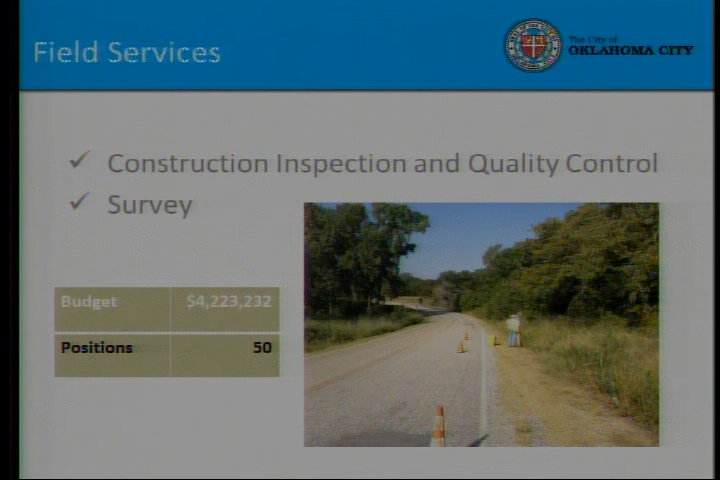 Field Services
The City of
OKLAHOMA CITY
✓ Construction Inspection and Quality Control
✓ Survey
Budget $4,223,232
Positions 50